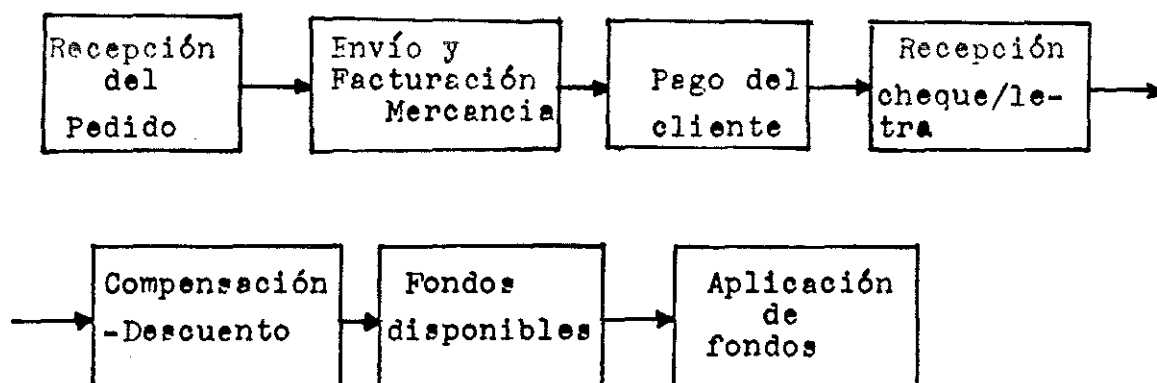 Recepción
del
Pedido
Envío y
Facturación
Mercancia
Pago del
cliente
Recepción
cheque/le-
tra
Compensación
-Descuento
Fondos
disponibles
Aplicación
de
fondos